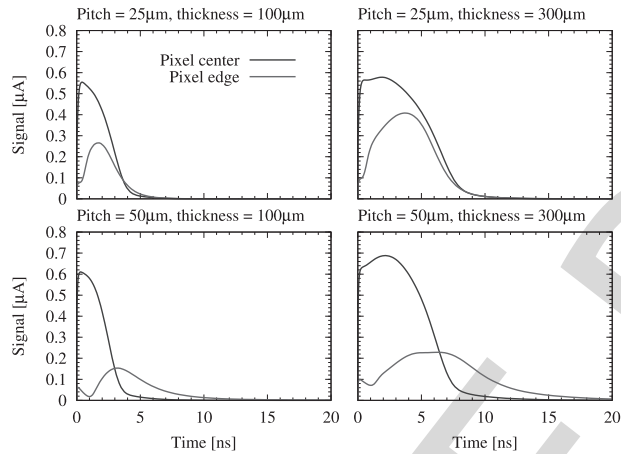 Pitch = 25μm, thickness = 100μm
Pitch = 25μm, thickness = 300μm
0.8
0.7
0.6
0.5
0.4
0.3
0.2
0.1
0
Signal [μA]
Pixel center
Pixel edge
Pitch = 50μm, thickness = 100μm
Pitch = 50μm, thickness = 300μm
0.8
0.7
0.6
0.5
0.4
0.3
0.2
0.1
0
Signal [μA]
0 5 10 15 20
0 5 10 15 20
Time [ns]
Time [ns]